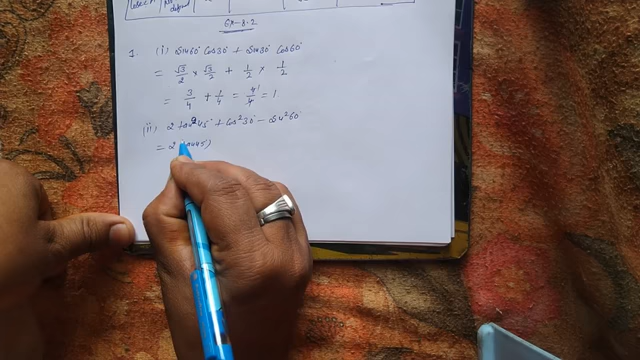 Ex-8.2
1. (i) Sin60° Cos30° + Sin30° Cos60°
= √3/2 × √3/2 + 1/2 × 1/2
= 3/4 + 1/4 = 4/4 = 1
(ii) 2 tan²45° + Cos²30° - Sin²60°
= 2 (tan45°)